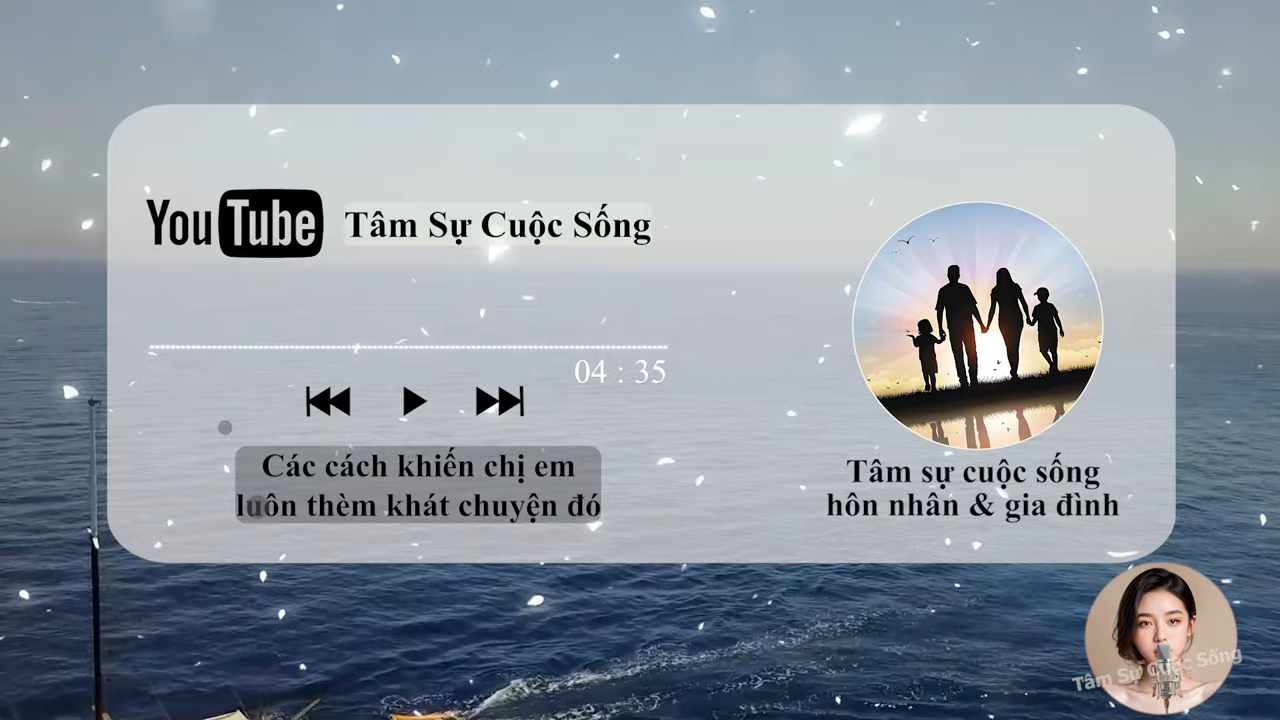 YouTube Tâm Sự Cuộc Sống
04 : 35
Các cách khiến chị em
luôn thèm khát chuyện đó
Tâm sự cuộc sống
hôn nhân & gia đình
Tâm Sự Cuộc Sống